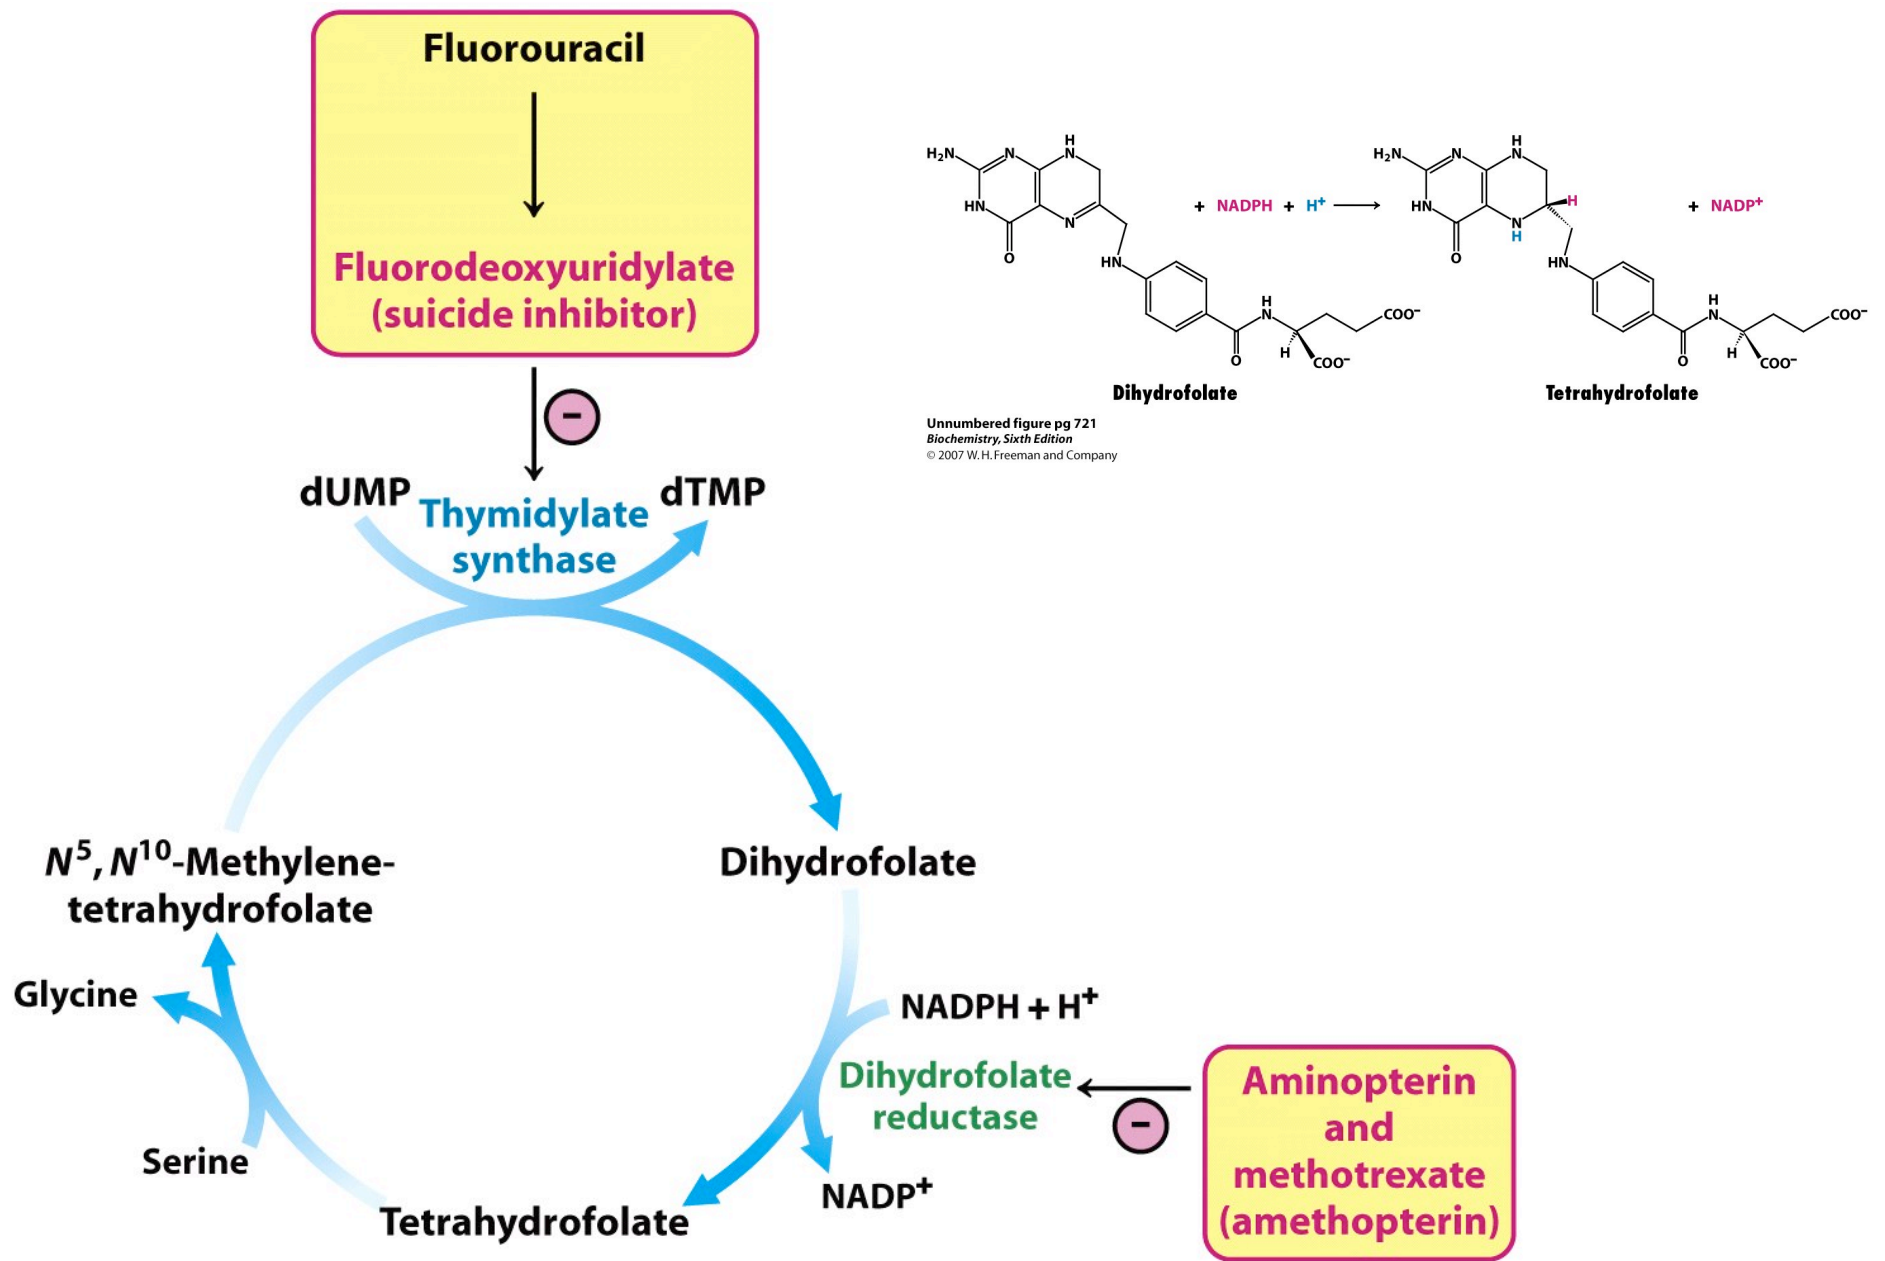 Fluorouracil
Fluorodeoxyuridylate
(suicide inhibitor)
−
dUMP
Thymidylate
synthase
dTMP
N⁵, N¹⁰-Methylene-
tetrahydrofolate
Dihydrofolate
Glycine
Serine
NADPH + H⁺
Dihydrofolate
reductase
−
NADP⁺
Tetrahydrofolate
Aminopterin
and
methotrexate
(amethopterin)
H₂N
N
H
N
HN
N
O
HN
O
H
N
H
COO⁻
COO⁻
+ NADPH + H⁺
H₂N
N
H
N
HN
N
H
H
O
HN
O
H
N
H
COO⁻
COO⁻
+ NADP⁺
Dihydrofolate
Tetrahydrofolate
Unnumbered figure pg 721
Biochemistry, Sixth Edition
© 2007 W. H. Freeman and Company